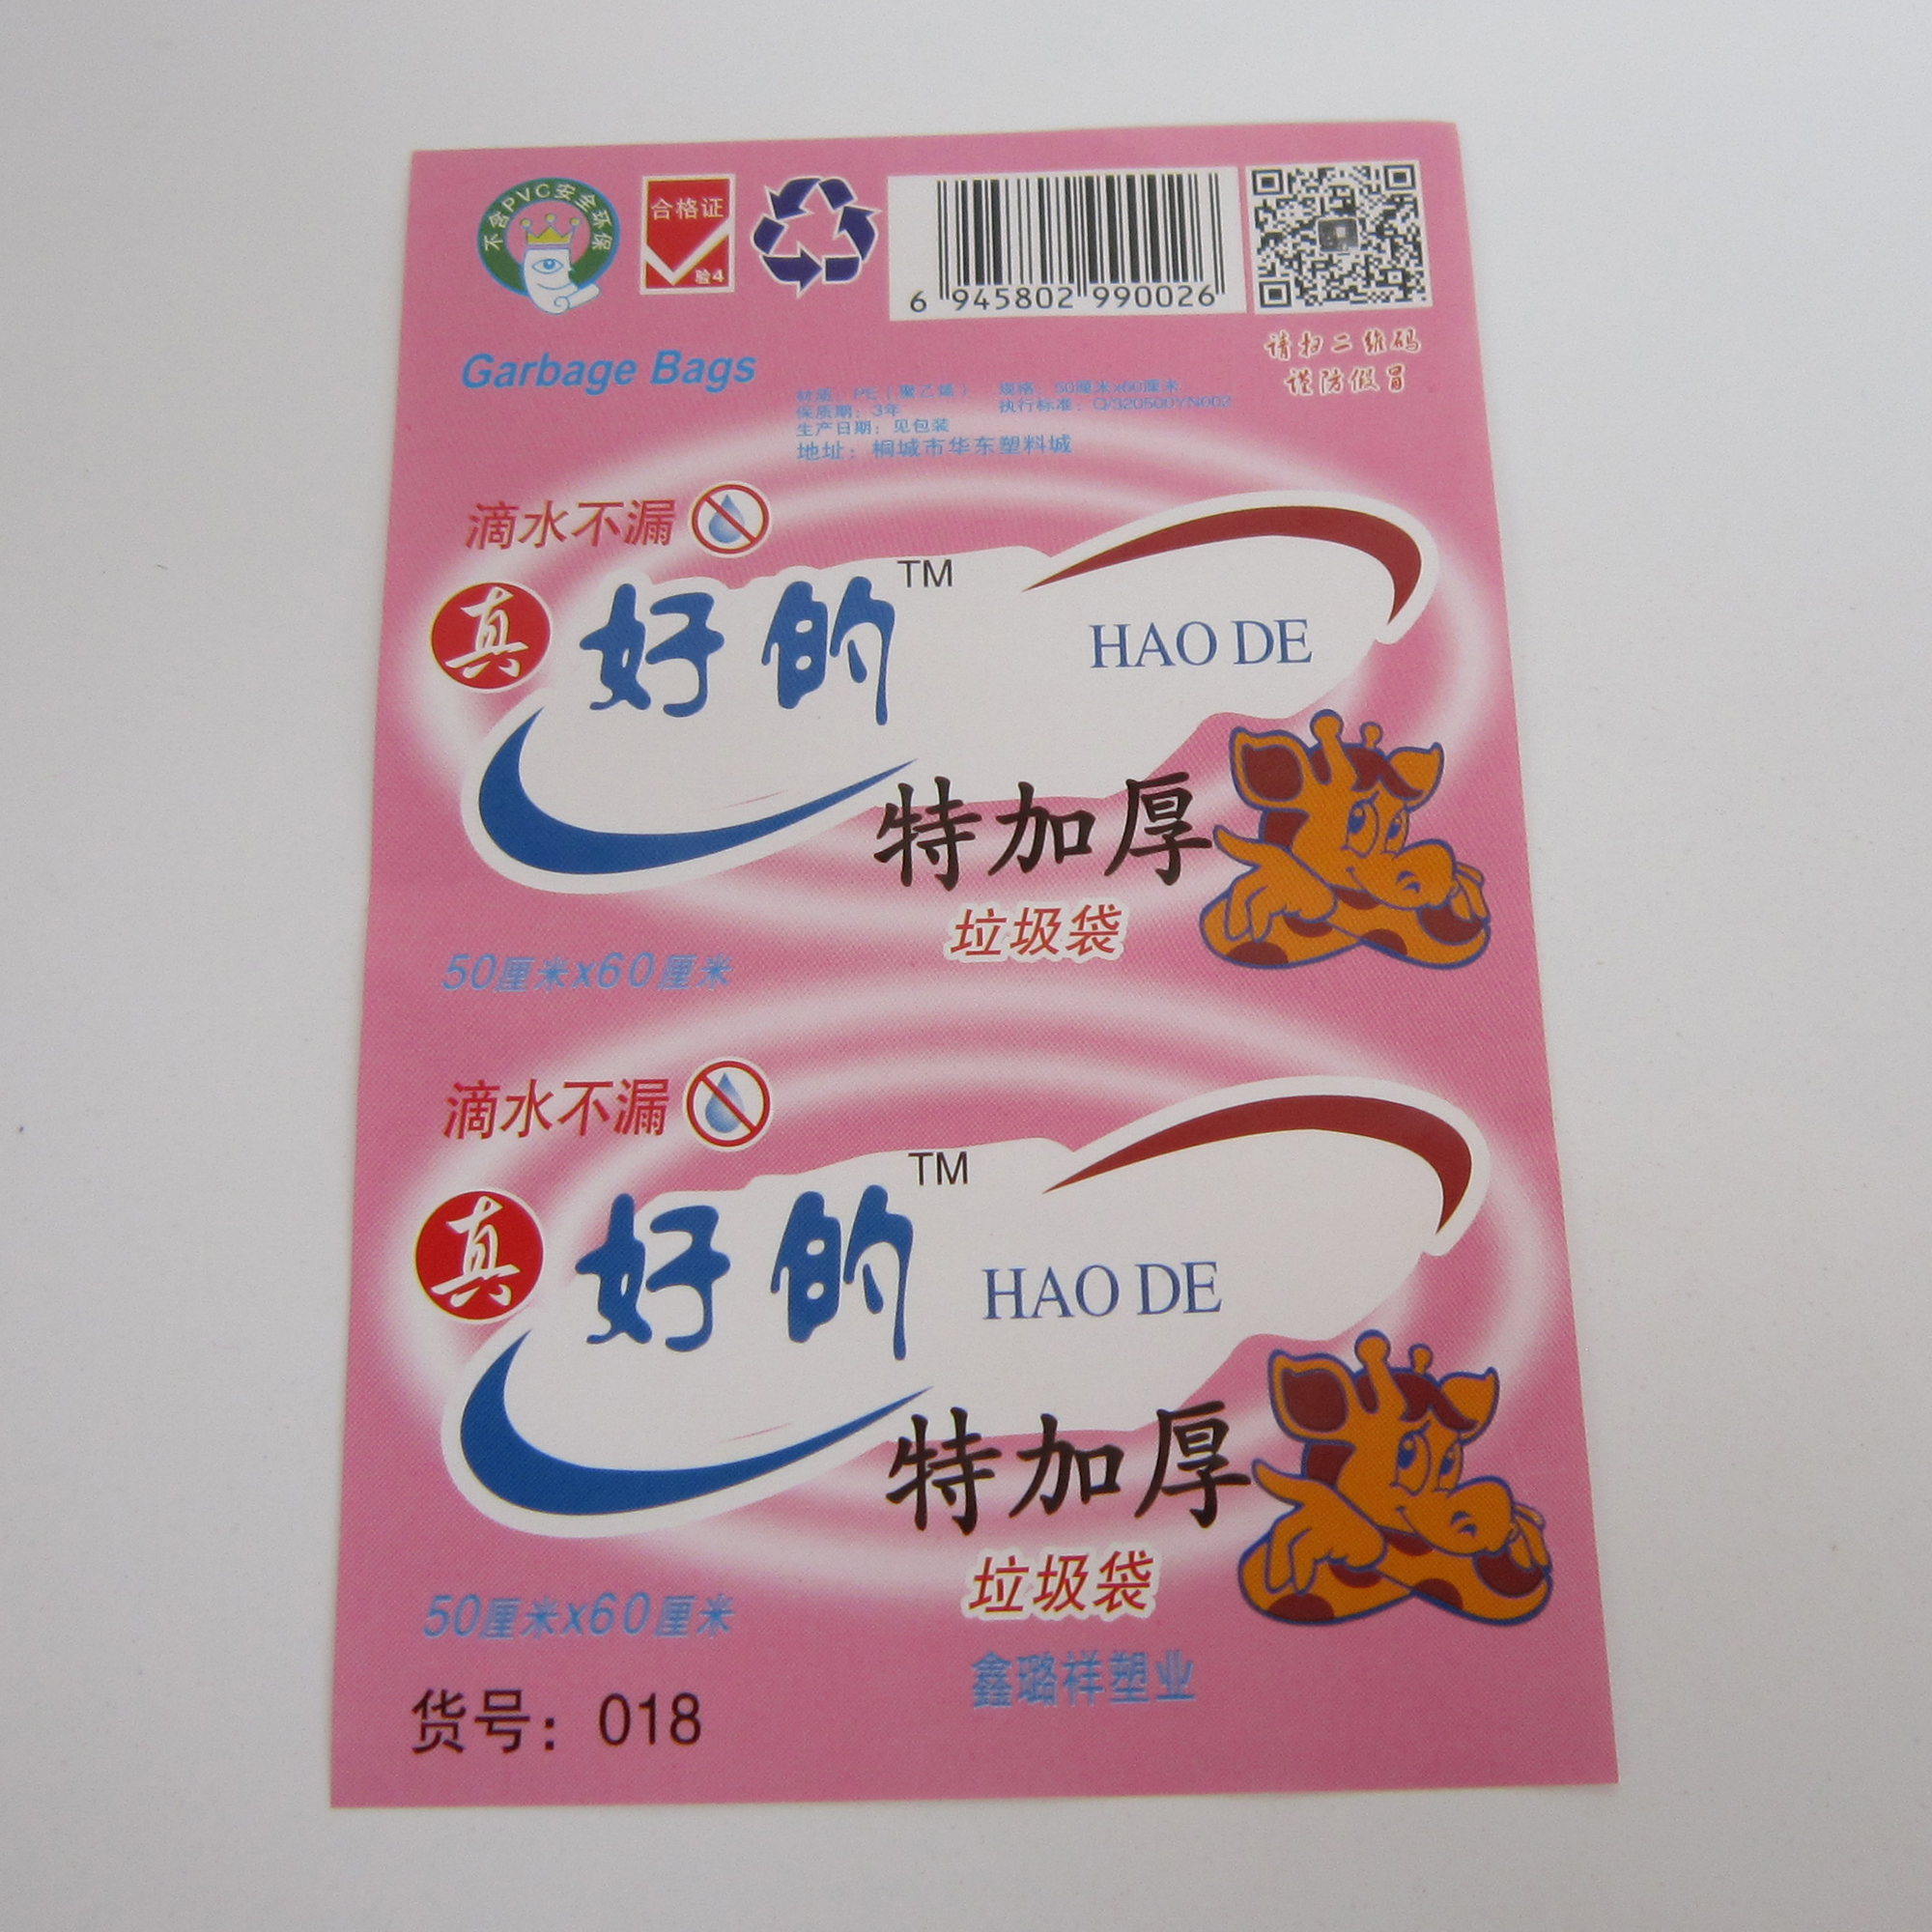 不含PVC安全环保
合格证
验4
6 945802 990026
请扫二维码
谨防假冒
Garbage Bags
材质：PE（聚乙烯） 规格：50厘米x60厘米
保质期：3年 执行标准：Q/320500YN002
生产日期：见包装
地址：桐城市华东塑料城
滴水不漏
真 好的 TM HAO DE
特加厚
垃圾袋
50厘米x60厘米
滴水不漏
真 好的 TM HAO DE
特加厚
垃圾袋
50厘米x60厘米
鑫璐祥塑业
货号：018